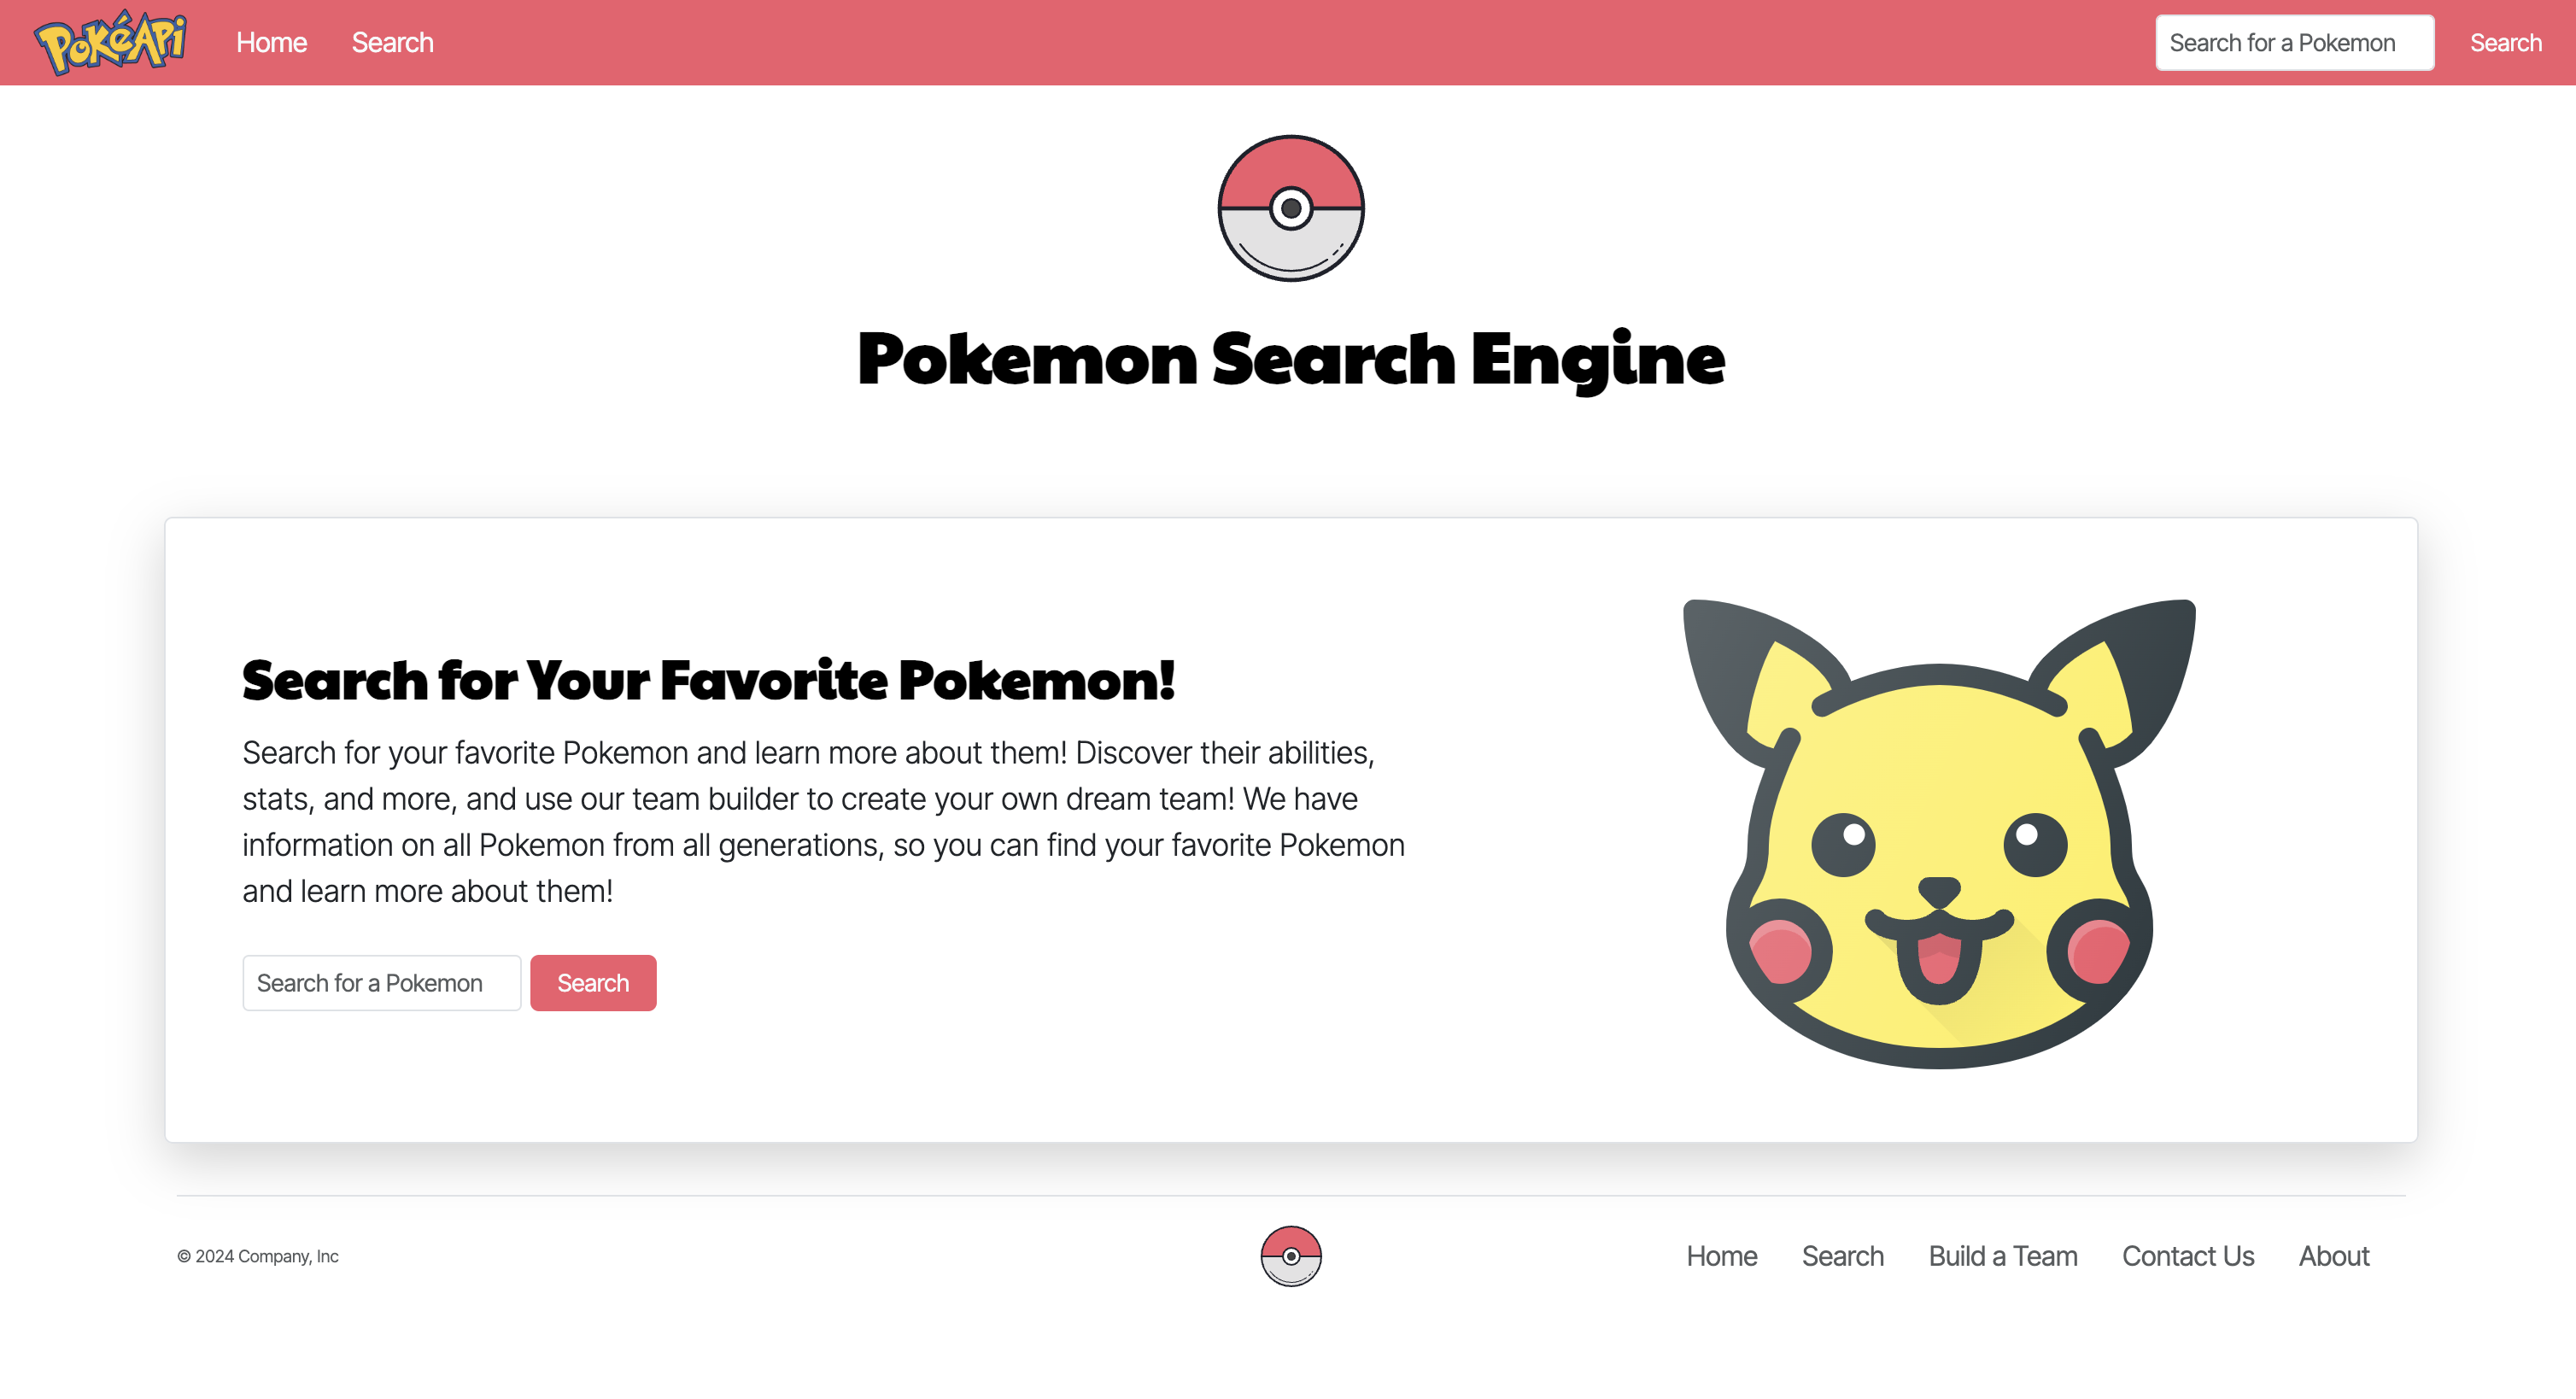 PokéAPi Home Search Search for a Pokemon Search
Pokemon Search Engine
Search for Your Favorite Pokemon!
Search for your favorite Pokemon and learn more about them! Discover their abilities,
stats, and more, and use our team builder to create your own dream team! We have
information on all Pokemon from all generations, so you can find your favorite Pokemon
and learn more about them!
Search for a Pokemon Search
© 2024 Company, Inc Home Search Build a Team Contact Us About